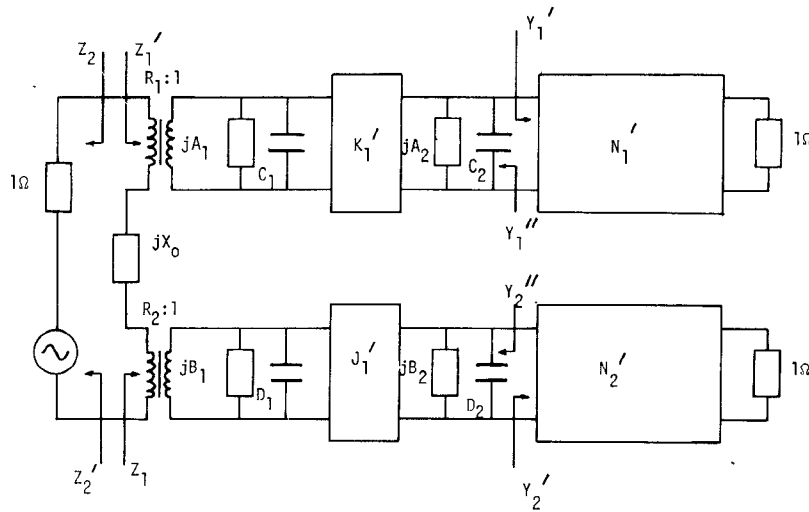 Z₂ Z₁′ Y₁′
R₁:1
jA₁ C₁ K₁′ jA₂ C₂ N₁′ 1Ω
1Ω
Y₁″
jX₀
R₂:1 Y₂″
jB₁ D₁ J₁′ jB₂ D₂ N₂′ 1Ω
Z₂′ Z₁ Y₂′